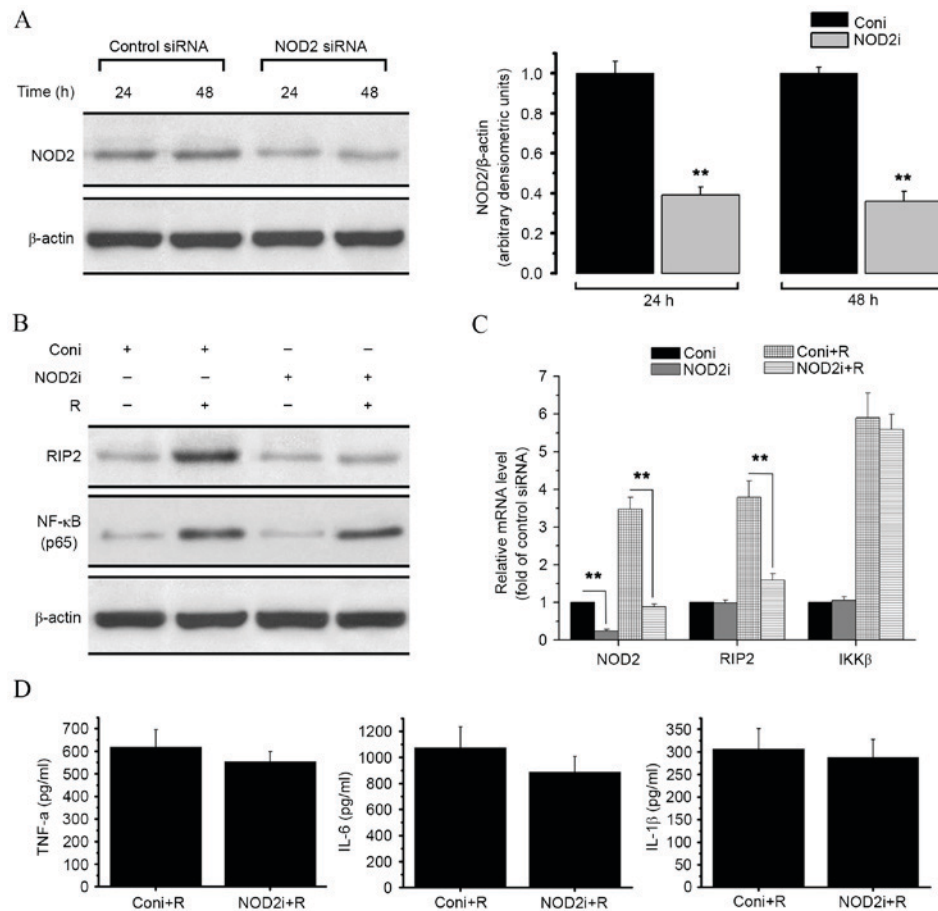 A
Control siRNA NOD2 siRNA
Time (h) 24 48 24 48
NOD2
β-actin
Coni
NOD2i
NOD2/β-actin
(arbitrary densiometric units)
1.0
0.8
0.6
0.4
0.2
0.0
** **
24 h 48 h
B
Coni + + – –
NOD2i – – + +
R – + – +
RIP2
NF-κB
(p65)
β-actin
C
Coni Coni+R
NOD2i NOD2i+R
Relative mRNA level
(fold of control siRNA)
7
6
5
4
3
2
1
0
** ** **
NOD2 RIP2 IKKβ
D
TNF-a (pg/ml)
800
700
600
500
400
300
200
100
0
Coni+R NOD2i+R
IL-6 (pg/ml)
1200
1000
800
600
400
200
0
Coni+R NOD2i+R
IL-1β (pg/ml)
350
300
250
200
150
100
50
0
Coni+R NOD2i+R